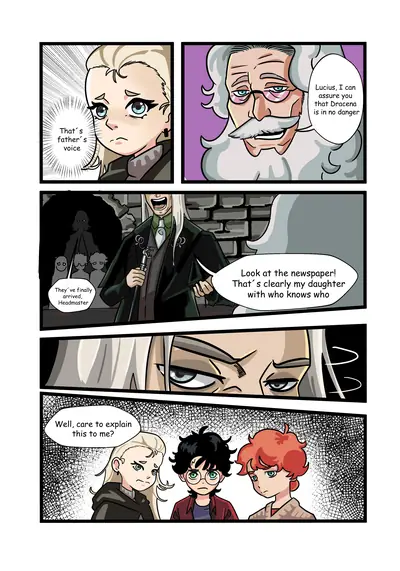 That´s
father´s
voice
Lucius, I can
assure you
that Dracena
is in no danger
They´ve finally
arrived,
Headmaster
Look at the newspaper!
That´s clearly my daughter
with who knows who
Well, care to explain
this to me?